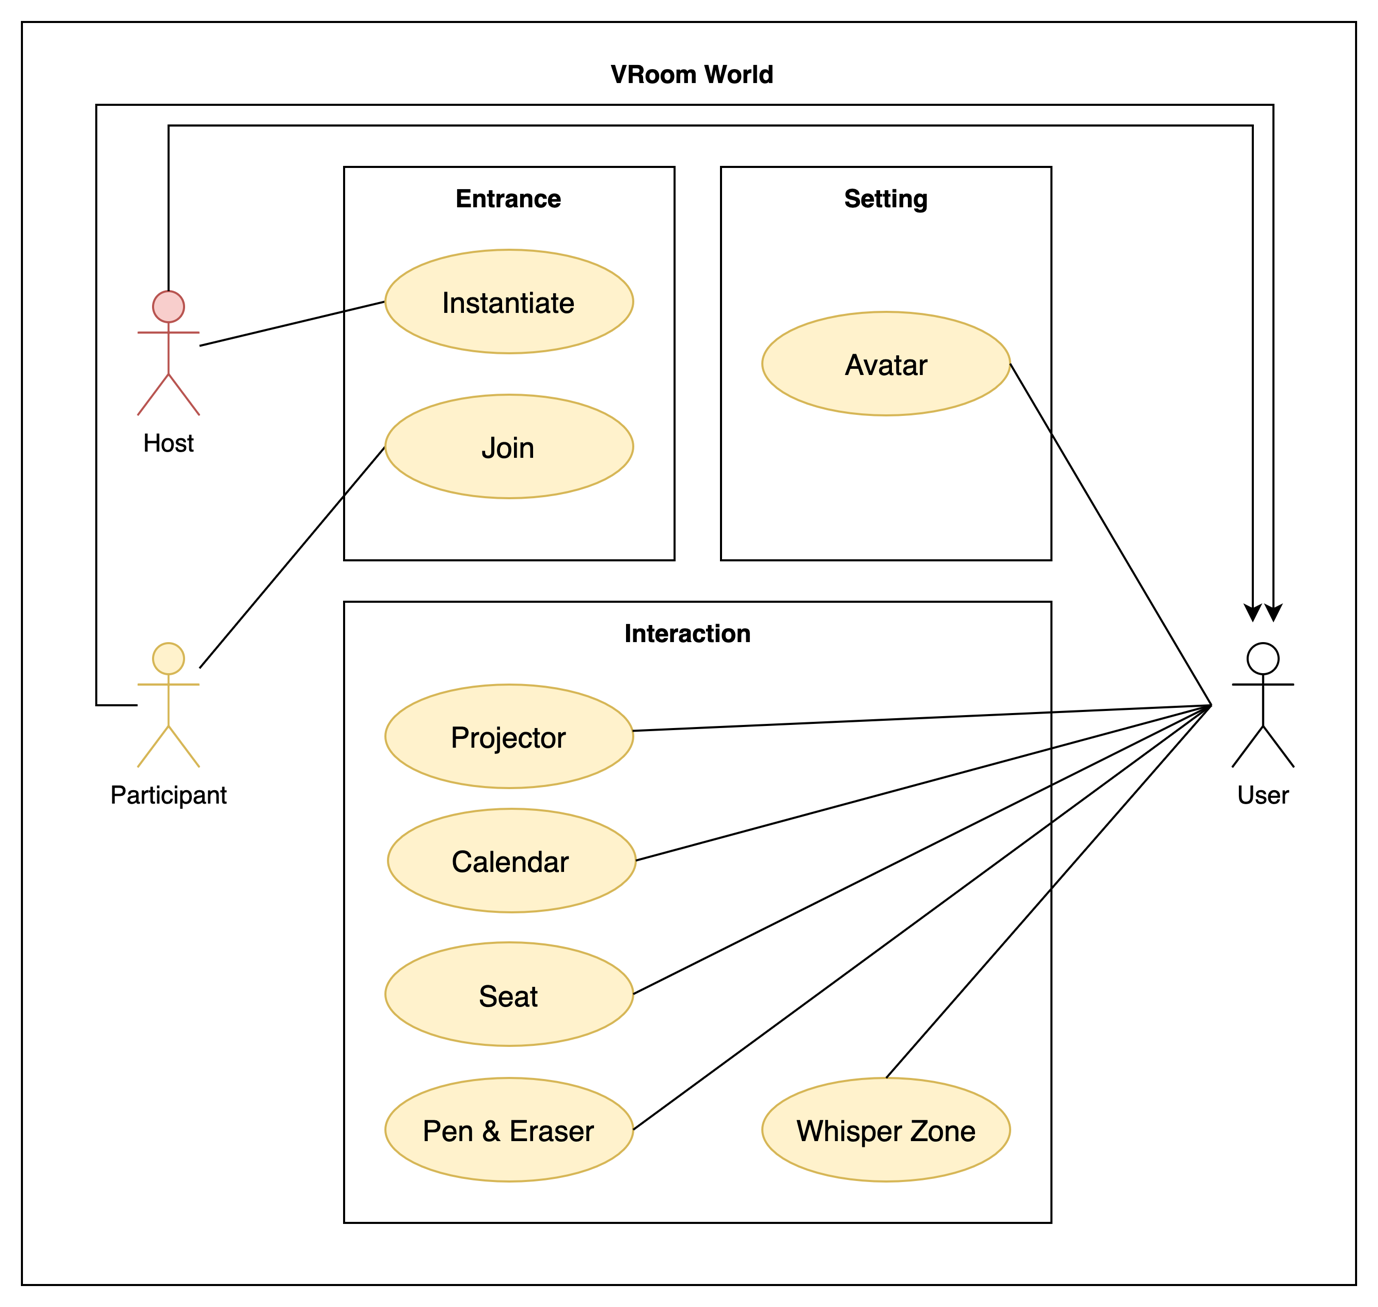 VRoom World
Entrance
Setting
Instantiate
Avatar
Host
Join
Interaction
Projector
Participant
User
Calendar
Seat
Pen & Eraser
Whisper Zone